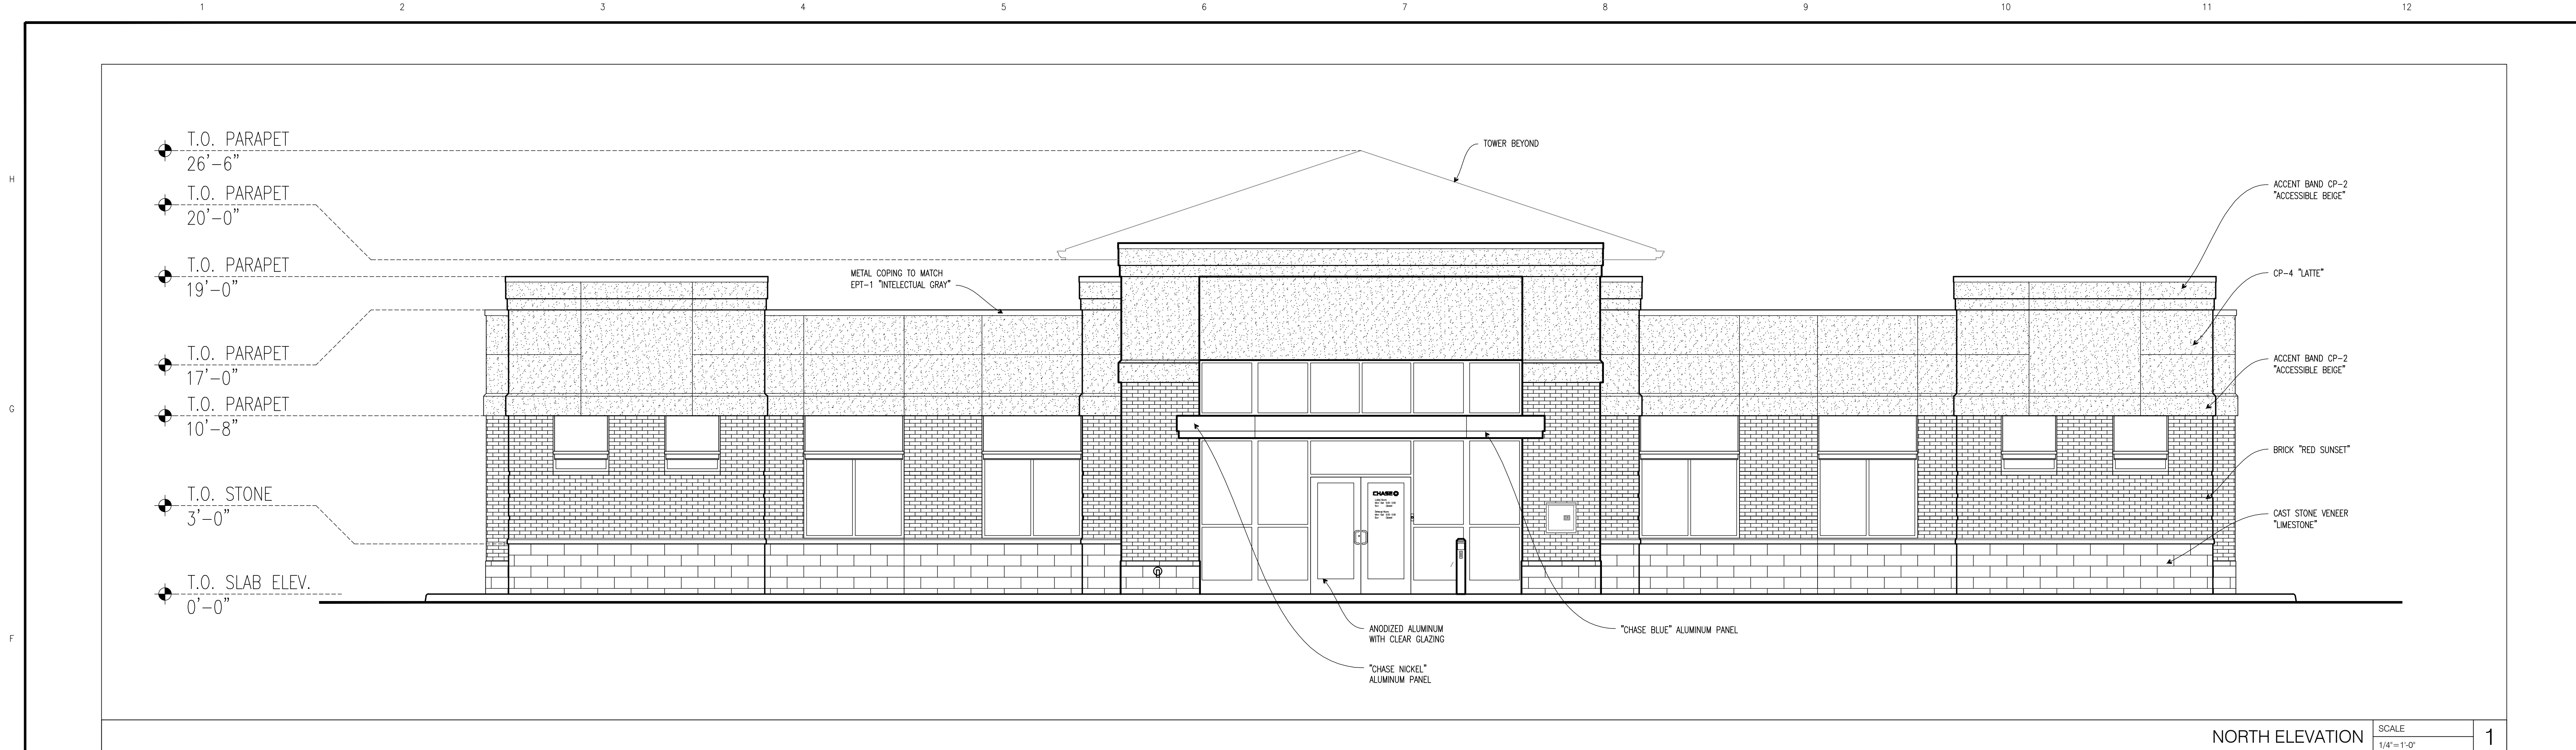 1 2 3 4 5 6 7 8 9 10 11 12
H
G
F
T.O. PARAPET
26'-6"
T.O. PARAPET
20'-0"
T.O. PARAPET
19'-0"
T.O. PARAPET
17'-0"
T.O. PARAPET
10'-8"
T.O. STONE
3'-0"
T.O. SLAB ELEV.
0'-0"
TOWER BEYOND
METAL COPING TO MATCH
EPT-1 "INTELECTUAL GRAY"
ACCENT BAND CP-2
"ACCESSIBLE BEIGE"
CP-4 "LATTE"
ACCENT BAND CP-2
"ACCESSIBLE BEIGE"
BRICK "RED SUNSET"
CAST STONE VENEER
"LIMESTONE"
CHASE
ANODIZED ALUMINUM
WITH CLEAR GLAZING
"CHASE BLUE" ALUMINUM PANEL
"CHASE NICKEL"
ALUMINUM PANEL
NORTH ELEVATION
SCALE
1/4"=1'-0"
1